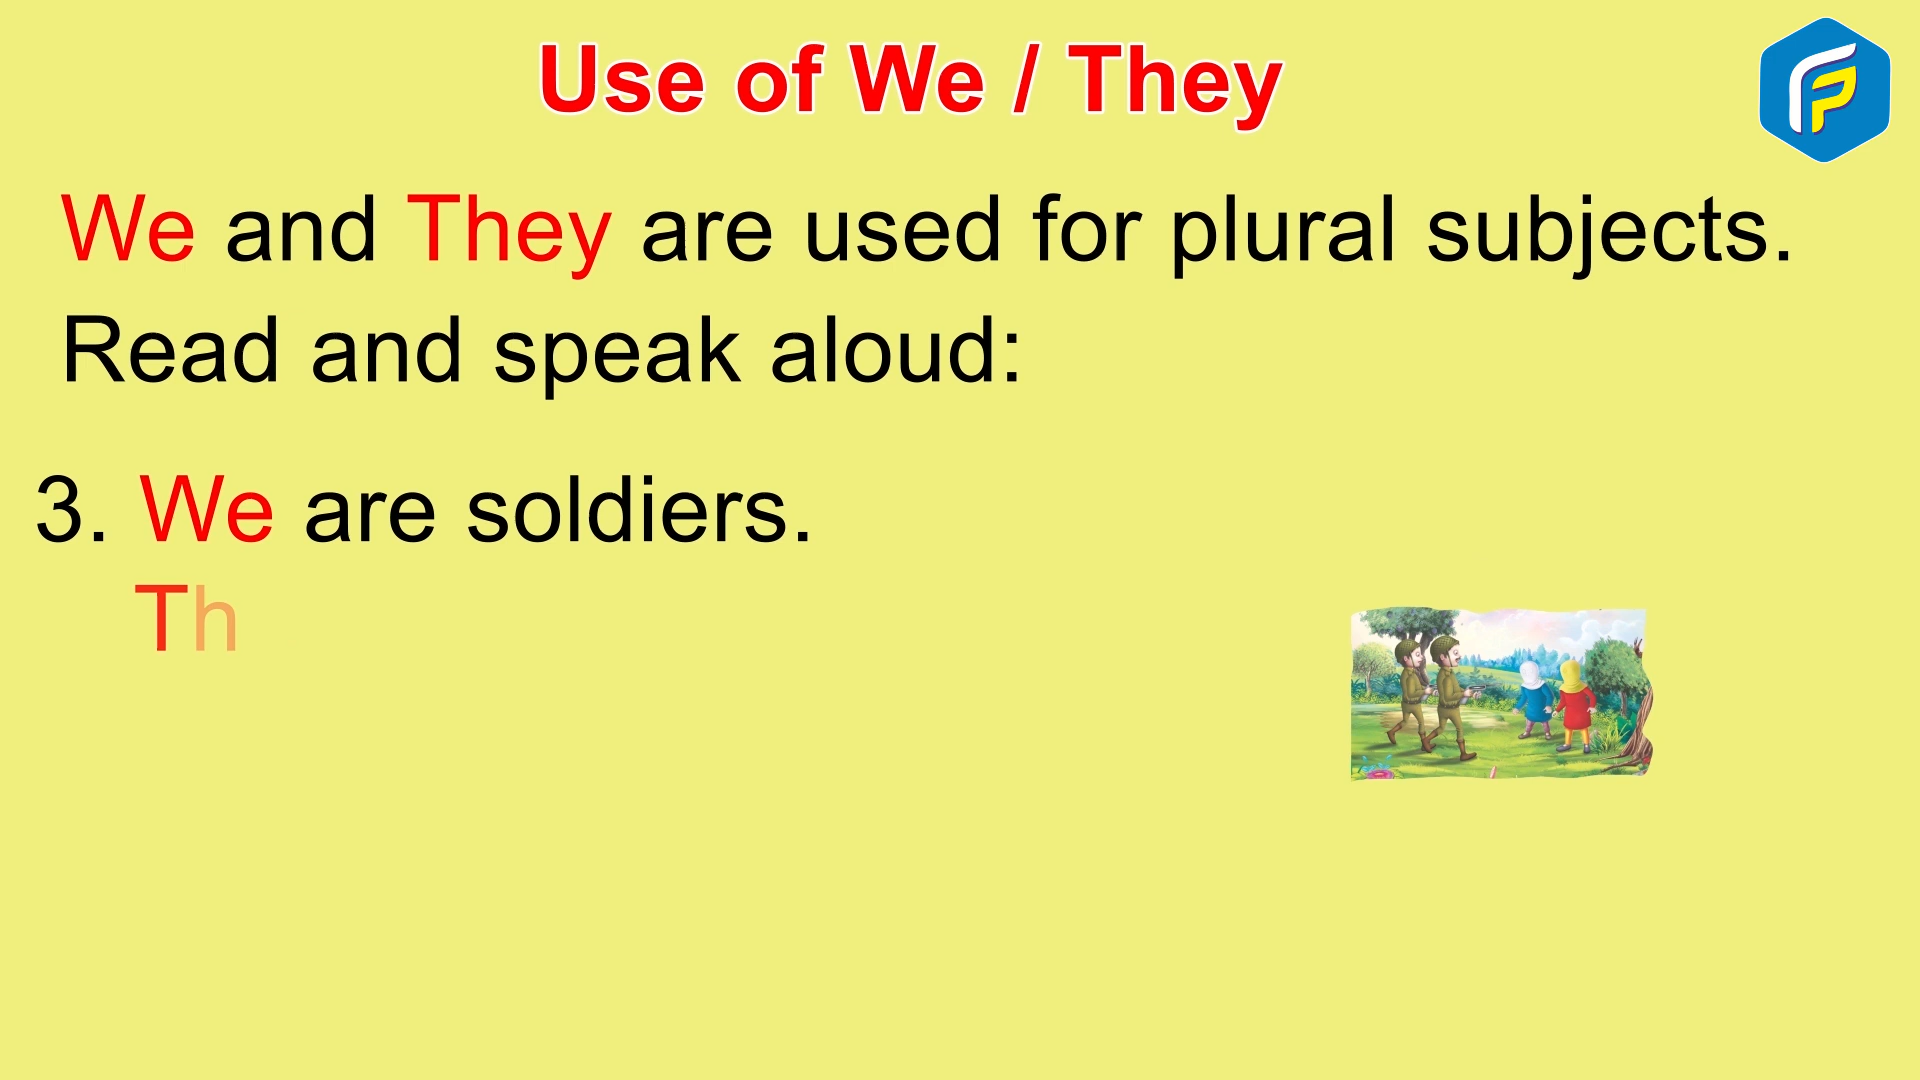 Use of We / They
We and They are used for plural subjects.
Read and speak aloud:
3. We are soldiers.
Th